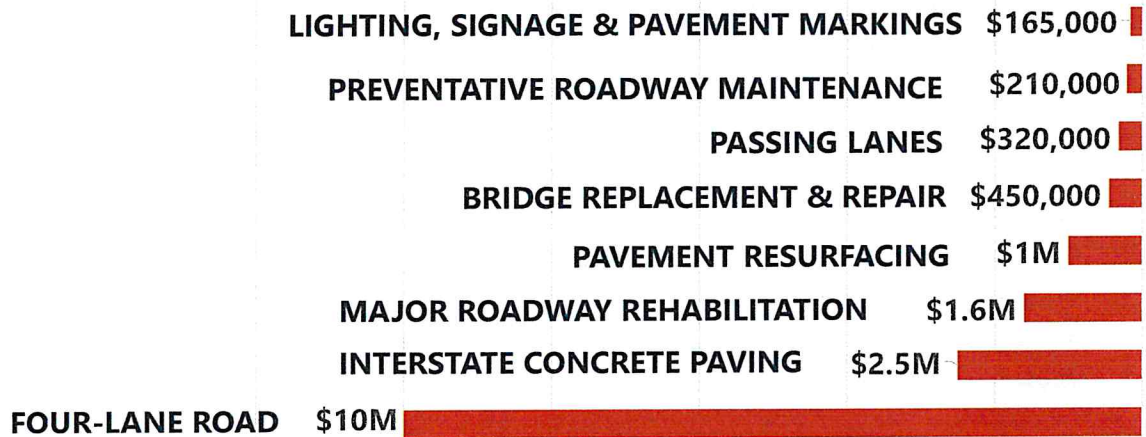 LIGHTING, SIGNAGE & PAVEMENT MARKINGS $165,000
PREVENTATIVE ROADWAY MAINTENANCE $210,000
PASSING LANES $320,000
BRIDGE REPLACEMENT & REPAIR $450,000
PAVEMENT RESURFACING $1M
MAJOR ROADWAY REHABILITATION $1.6M
INTERSTATE CONCRETE PAVING $2.5M
FOUR-LANE ROAD $10M